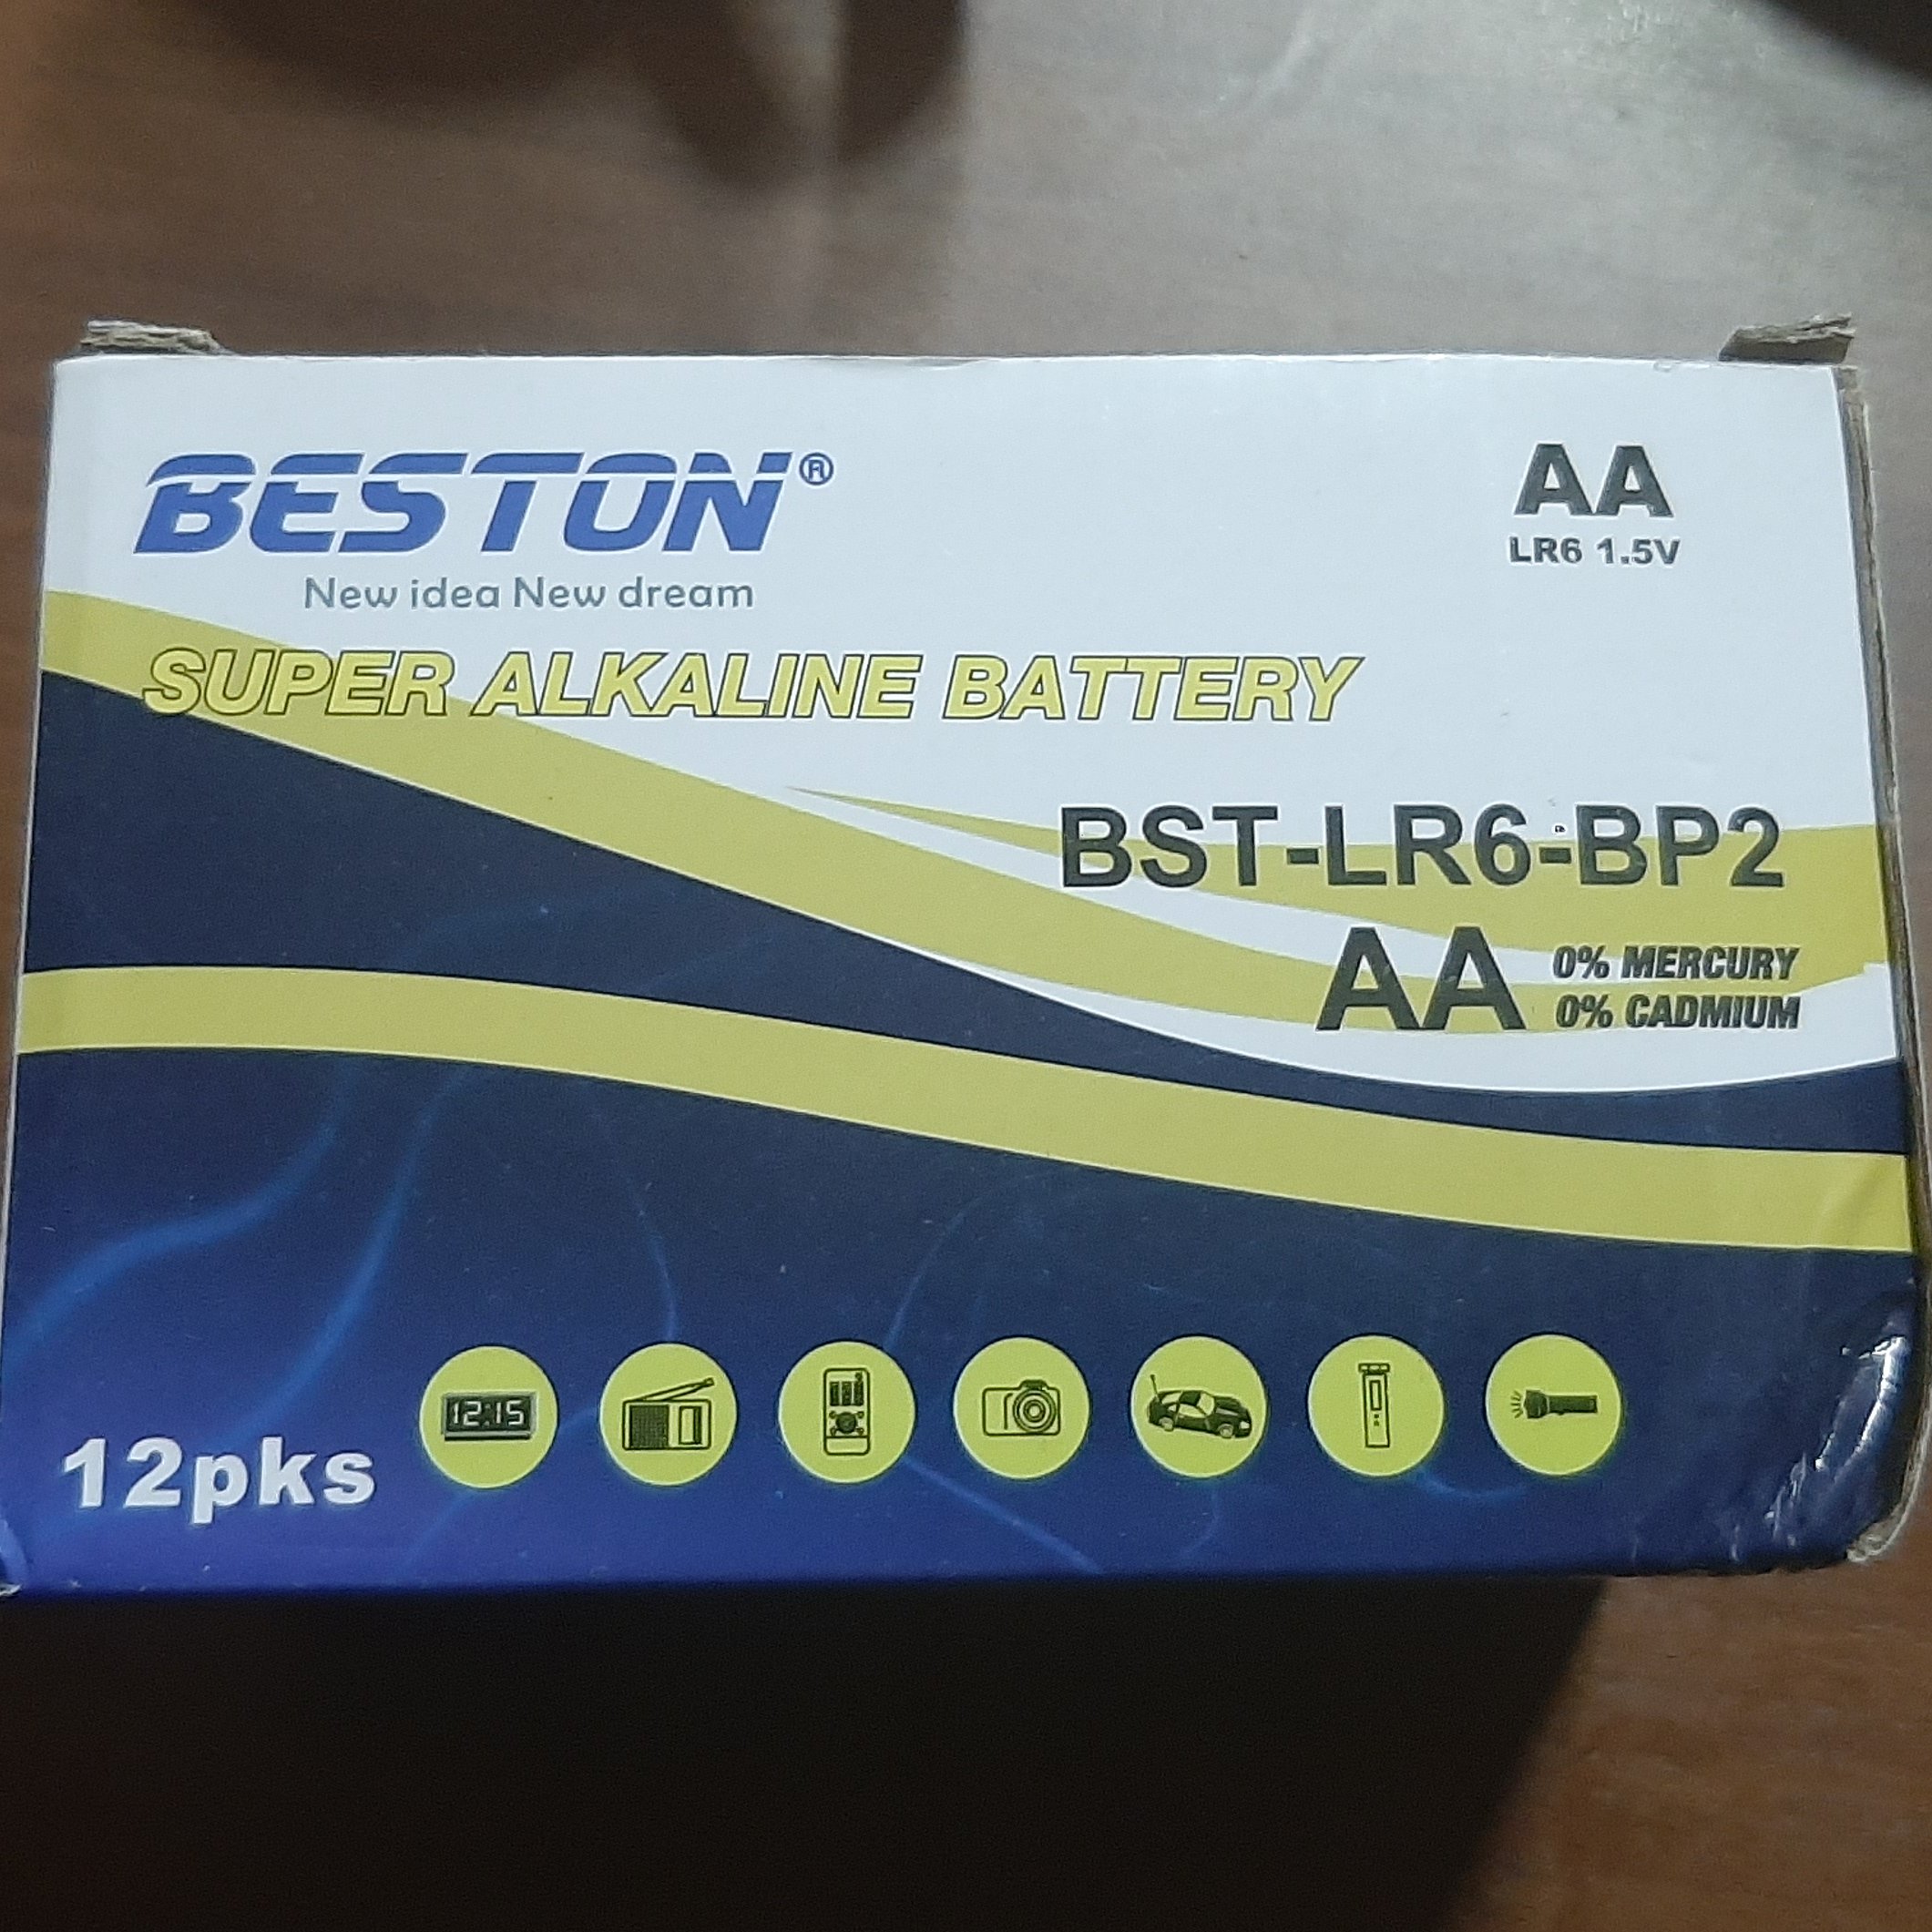 BESTON®
New idea New dream
AA
LR6 1.5V
SUPER ALKALINE BATTERY
BST-LR6-BP2
AA
0% MERCURY
0% CADMIUM
12pks
12:15